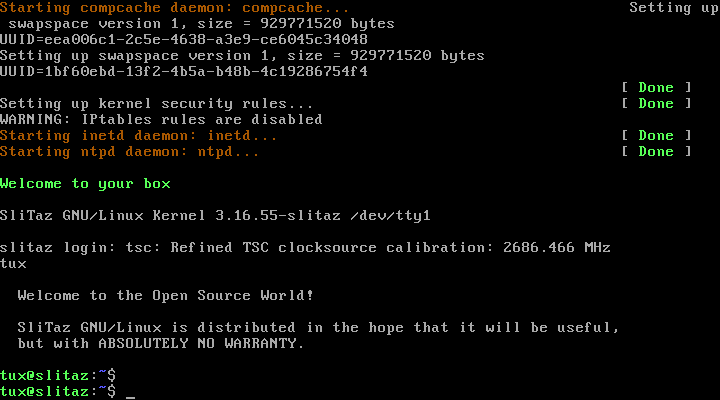 Starting compcache daemon: compcache... Setting up
swapspace version 1, size = 929771520 bytes
UUID=eea006c1-2c5e-4638-a3e9-ce6045c34048
Setting up swapspace version 1, size = 929771520 bytes
UUID=1bf60ebd-13f2-4b5a-b48b-4c19286754f4
[ Done ]
Setting up kernel security rules... [ Done ]
WARNING: IPtables rules are disabled
Starting inetd daemon: inetd... [ Done ]
Starting ntpd daemon: ntpd... [ Done ]
Welcome to your box
SliTaz GNU/Linux Kernel 3.16.55-slitaz /dev/tty1
slitaz login: tsc: Refined TSC clocksource calibration: 2686.466 MHz
tux
Welcome to the Open Source World!
SliTaz GNU/Linux is distributed in the hope that it will be useful,
but with ABSOLUTELY NO WARRANTY.
tux@slitaz:~$
tux@slitaz:~$ _